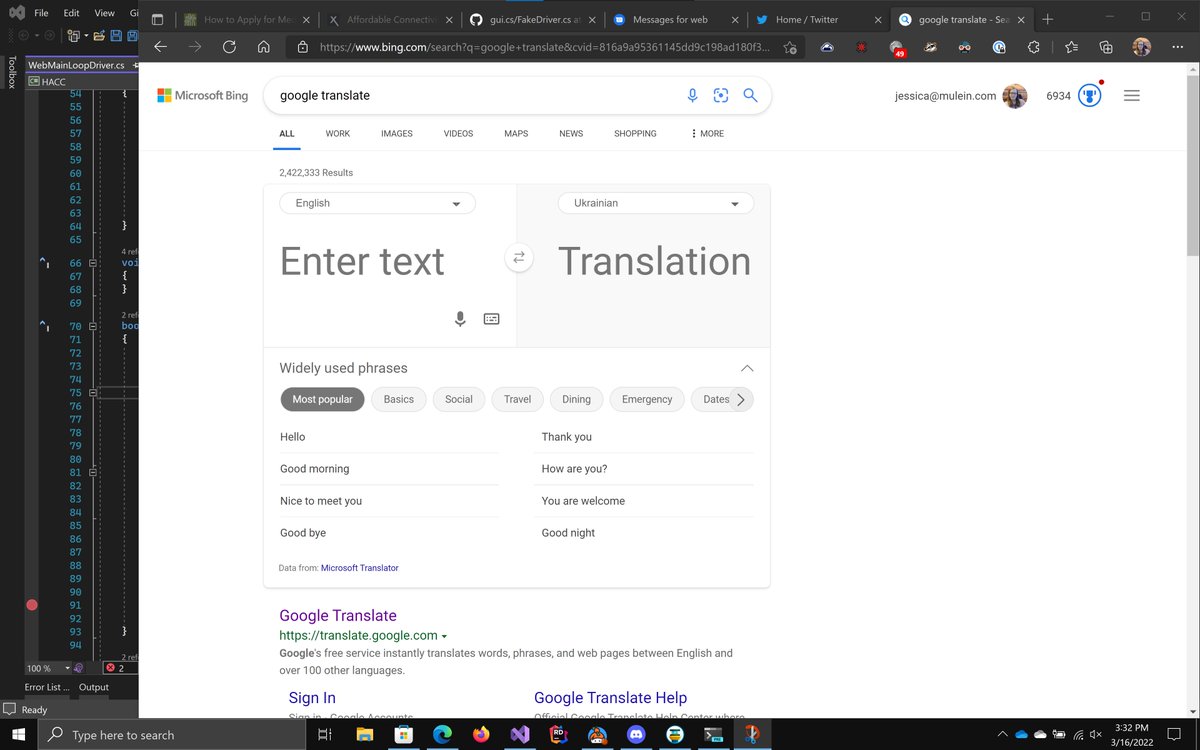 File Edit View Gi
WebMainLoopDriver.cs
HACC
Toolbox
54
55
56
57
58
59
60
61
62
63
64 }
65
4 refe
66 voi
67 {
68 }
69
2 refe
70 boo
71 {
72
73
74
75
76
77
78
79
80
81
82
83
84
85
86
87
88
89
90
91
92
93 }
94
2 ref
100 % 2
Error List ... Output
Ready
How to Apply for Me
Affordable Connectivi
gui.cs/FakeDriver.cs at
Messages for web
Home / Twitter
google translate - Sea
https://www.bing.com/search?q=google+translate&cvid=816a9a95361145dd9c198ad180f3...
49
Microsoft Bing
google translate
jessica@mulein.com 6934
ALL WORK IMAGES VIDEOS MAPS NEWS SHOPPING MORE
2,422,333 Results
English Ukrainian
Enter text Translation
Widely used phrases
Most popular Basics Social Travel Dining Emergency Dates
Hello Thank you
Good morning How are you?
Nice to meet you You are welcome
Good bye Good night
Data from: Microsoft Translator
Google Translate
https://translate.google.com
Google's free service instantly translates words, phrases, and web pages between English and
over 100 other languages.
Sign In Google Translate Help
Sign in - Google Accounts Official Google Translate Help Center where
Type here to search
RD
PRE
3:32 PM
3/16/2022